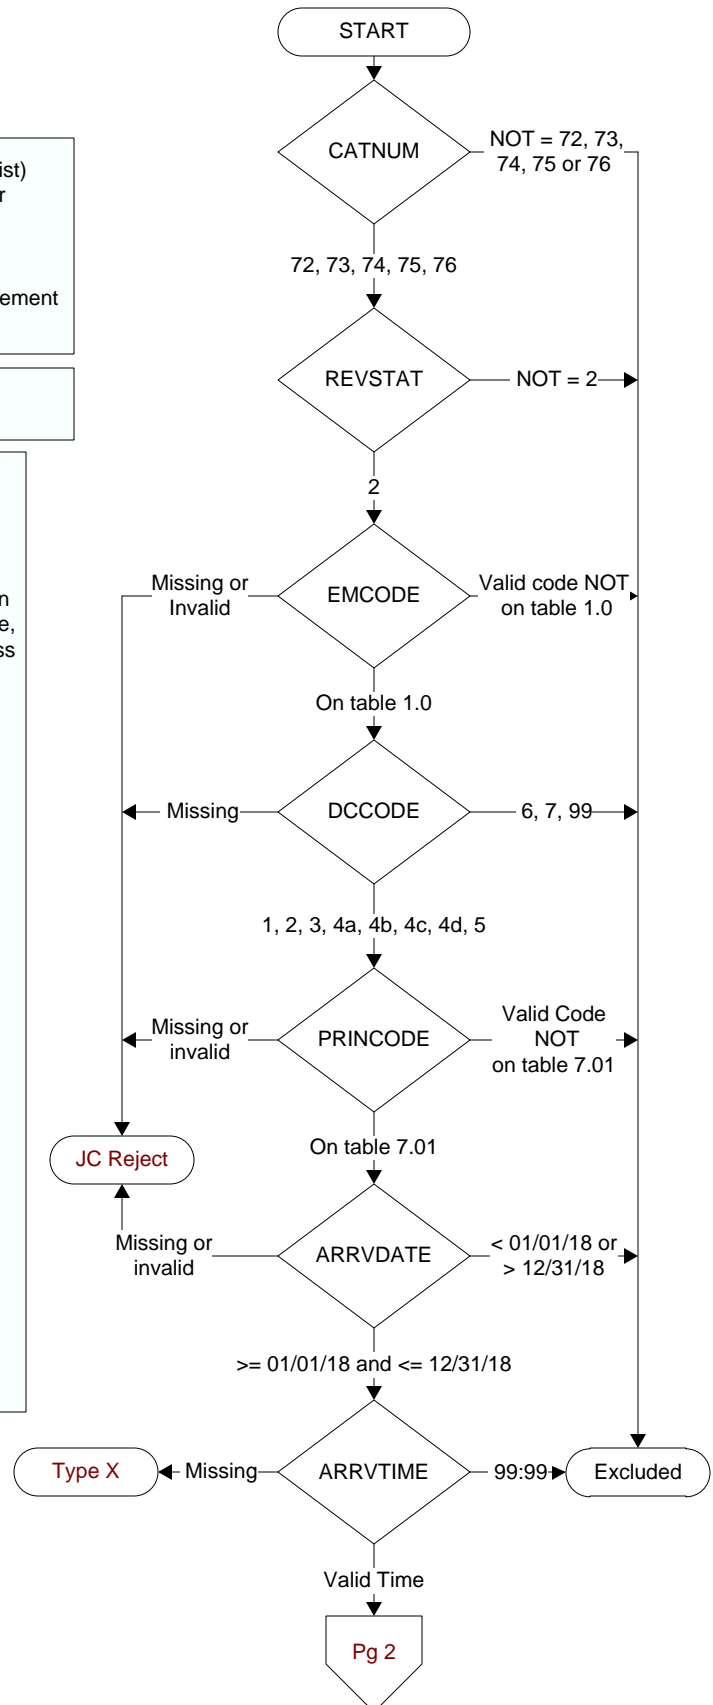 START
CATNUM
NOT = 72, 73,
74, 75 or 76
ist)
r
ement
72, 73, 74, 75, 76
REVSTAT
NOT = 2
2
n
e,
ss
Missing or
Invalid
EMCODE
Valid code NOT
on table 1.0
On table 1.0
Missing
DCCODE
6, 7, 99
1, 2, 3, 4a, 4b, 4c, 4d, 5
Missing or
invalid
PRINCODE
Valid Code
NOT
on table 7.01
On table 7.01
JC Reject
Missing or
invalid
ARRVDATE
< 01/01/18 or
> 12/31/18
>= 01/01/18 and <= 12/31/18
Type X
Missing
ARRVTIME
99:99
Excluded
Valid Time
Pg 2